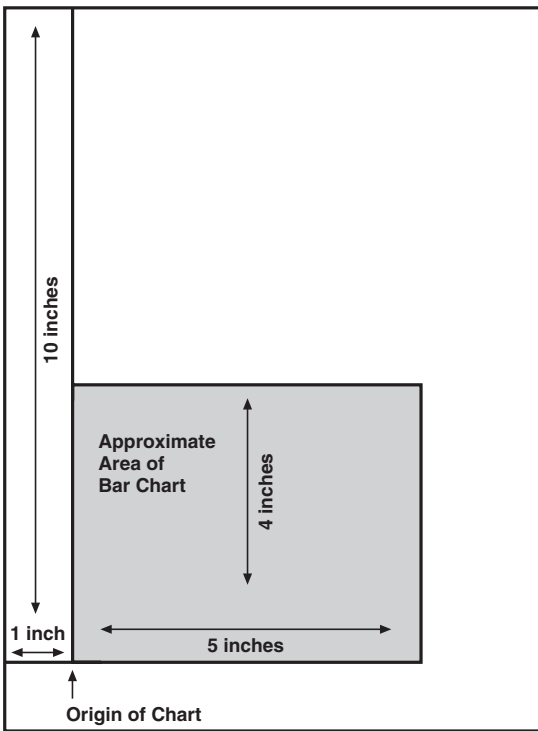 10 inches
Approximate
Area of
Bar Chart
4 inches
1 inch
5 inches
Origin of Chart